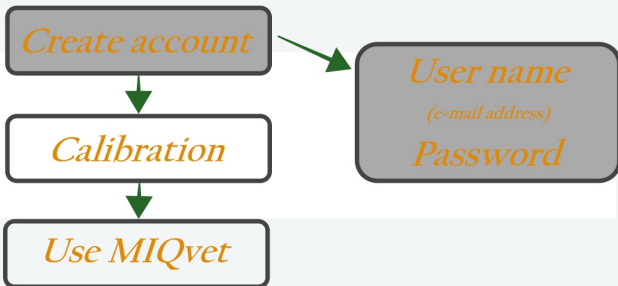 Create account
User name
(e-mail address)
Password
Calibration
Use MIQvet